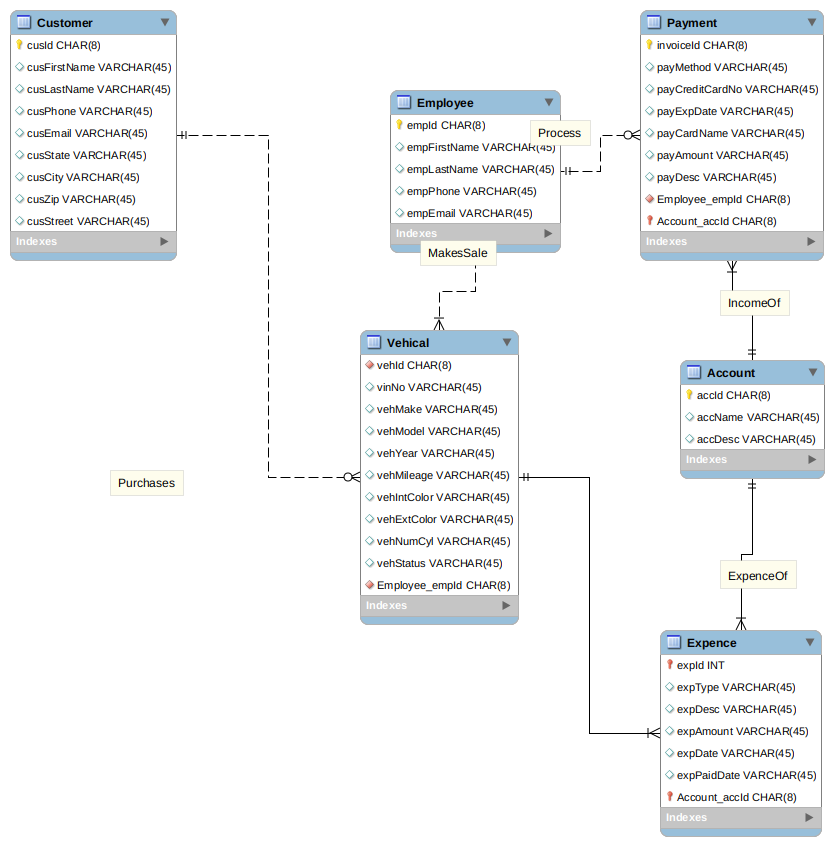 Customer
cusId CHAR(8)
cusFirstName VARCHAR(45)
cusLastName VARCHAR(45)
cusPhone VARCHAR(45)
cusEmail VARCHAR(45)
cusState VARCHAR(45)
cusCity VARCHAR(45)
cusZip VARCHAR(45)
cusStreet VARCHAR(45)
Indexes
Employee
empId CHAR(8)
empFirstName VARCHAR(45)
empLastName VARCHAR(45)
empPhone VARCHAR(45)
empEmail VARCHAR(45)
Indexes
Process
MakesSale
Payment
invoiceId CHAR(8)
payMethod VARCHAR(45)
payCreditCardNo VARCHAR(45)
payExpDate VARCHAR(45)
payCardName VARCHAR(45)
payAmount VARCHAR(45)
payDesc VARCHAR(45)
Employee_empId CHAR(8)
Account_accId CHAR(8)
Indexes
IncomeOf
Vehical
vehId CHAR(8)
vinNo VARCHAR(45)
vehMake VARCHAR(45)
vehModel VARCHAR(45)
vehYear VARCHAR(45)
vehMileage VARCHAR(45)
vehIntColor VARCHAR(45)
vehExtColor VARCHAR(45)
vehNumCyl VARCHAR(45)
vehStatus VARCHAR(45)
Employee_empId CHAR(8)
Indexes
Purchases
Account
accId CHAR(8)
accName VARCHAR(45)
accDesc VARCHAR(45)
Indexes
ExpenceOf
Expence
expId INT
expType VARCHAR(45)
expDesc VARCHAR(45)
expAmount VARCHAR(45)
expDate VARCHAR(45)
expPaidDate VARCHAR(45)
Account_accId CHAR(8)
Indexes